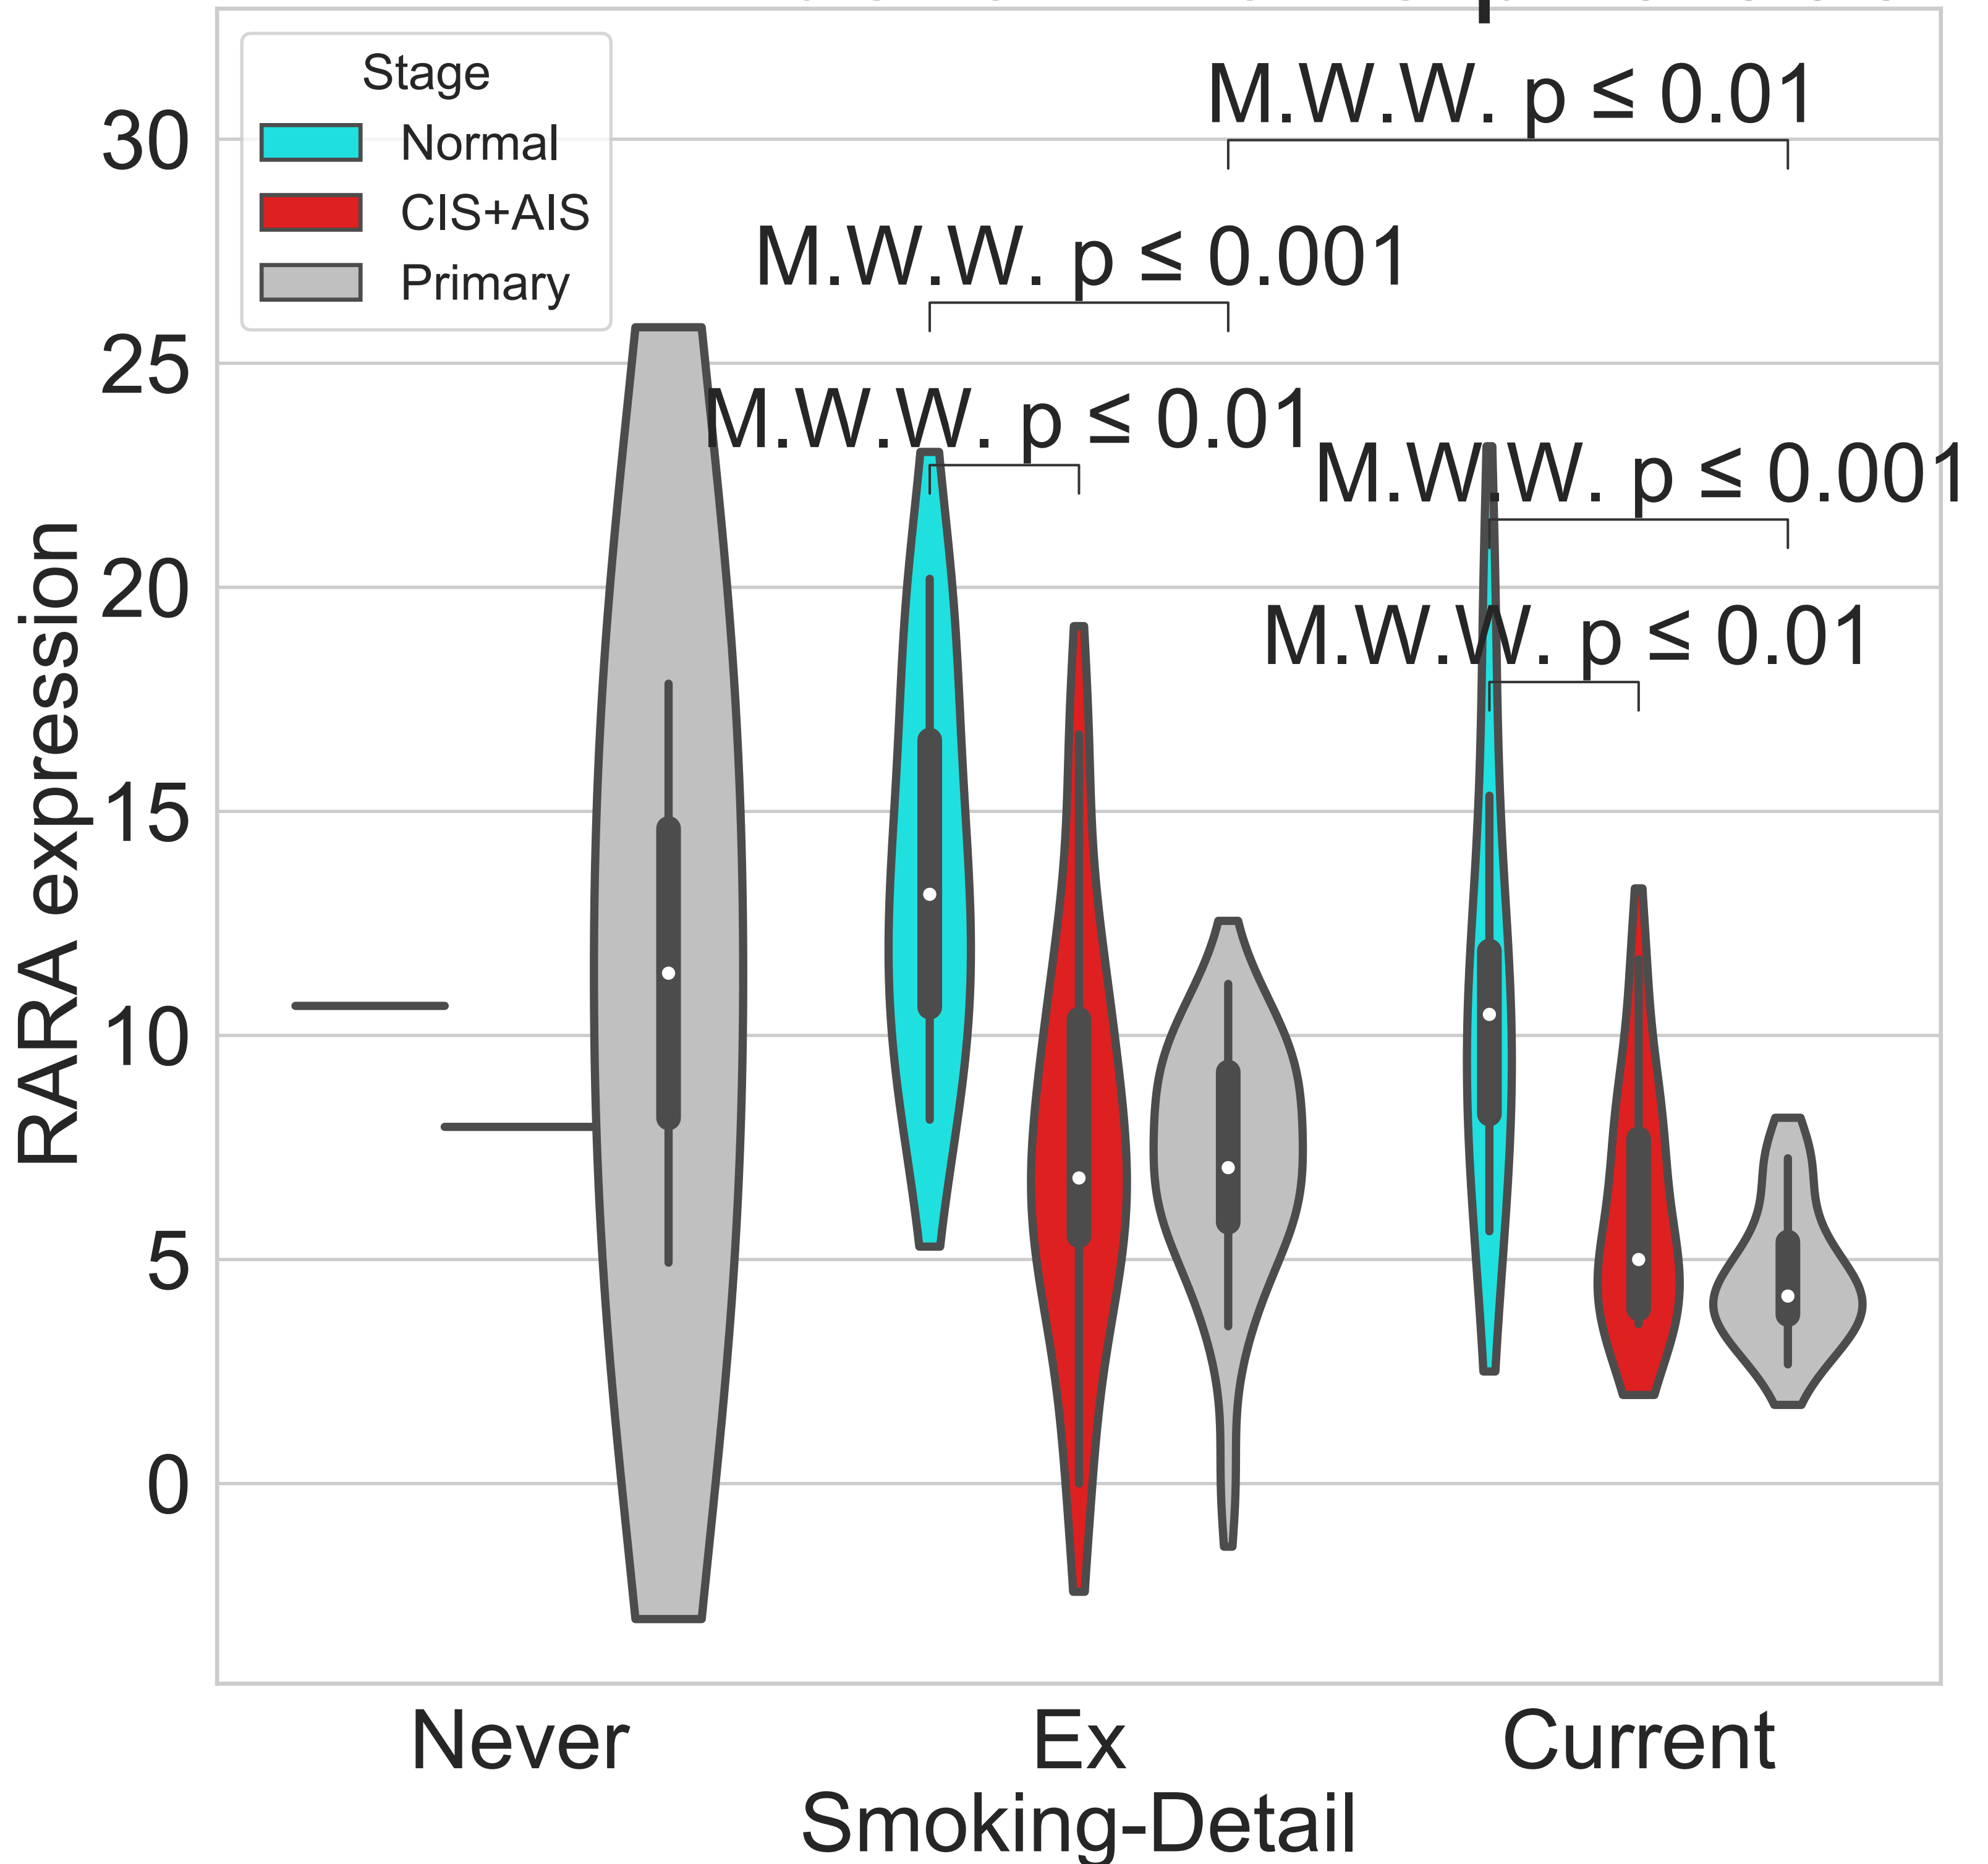 Stage
Normal
CIS+AIS
Primary
M.W.W. p ≤ 0.01
M.W.W. p ≤ 0.001
M.W.W. p ≤ 0.01
M.W.W. p ≤ 0.001
M.W.W. p ≤ 0.01
30
25
20
15
10
5
0
RARA expression
Never
Ex
Current
Smoking-Detail